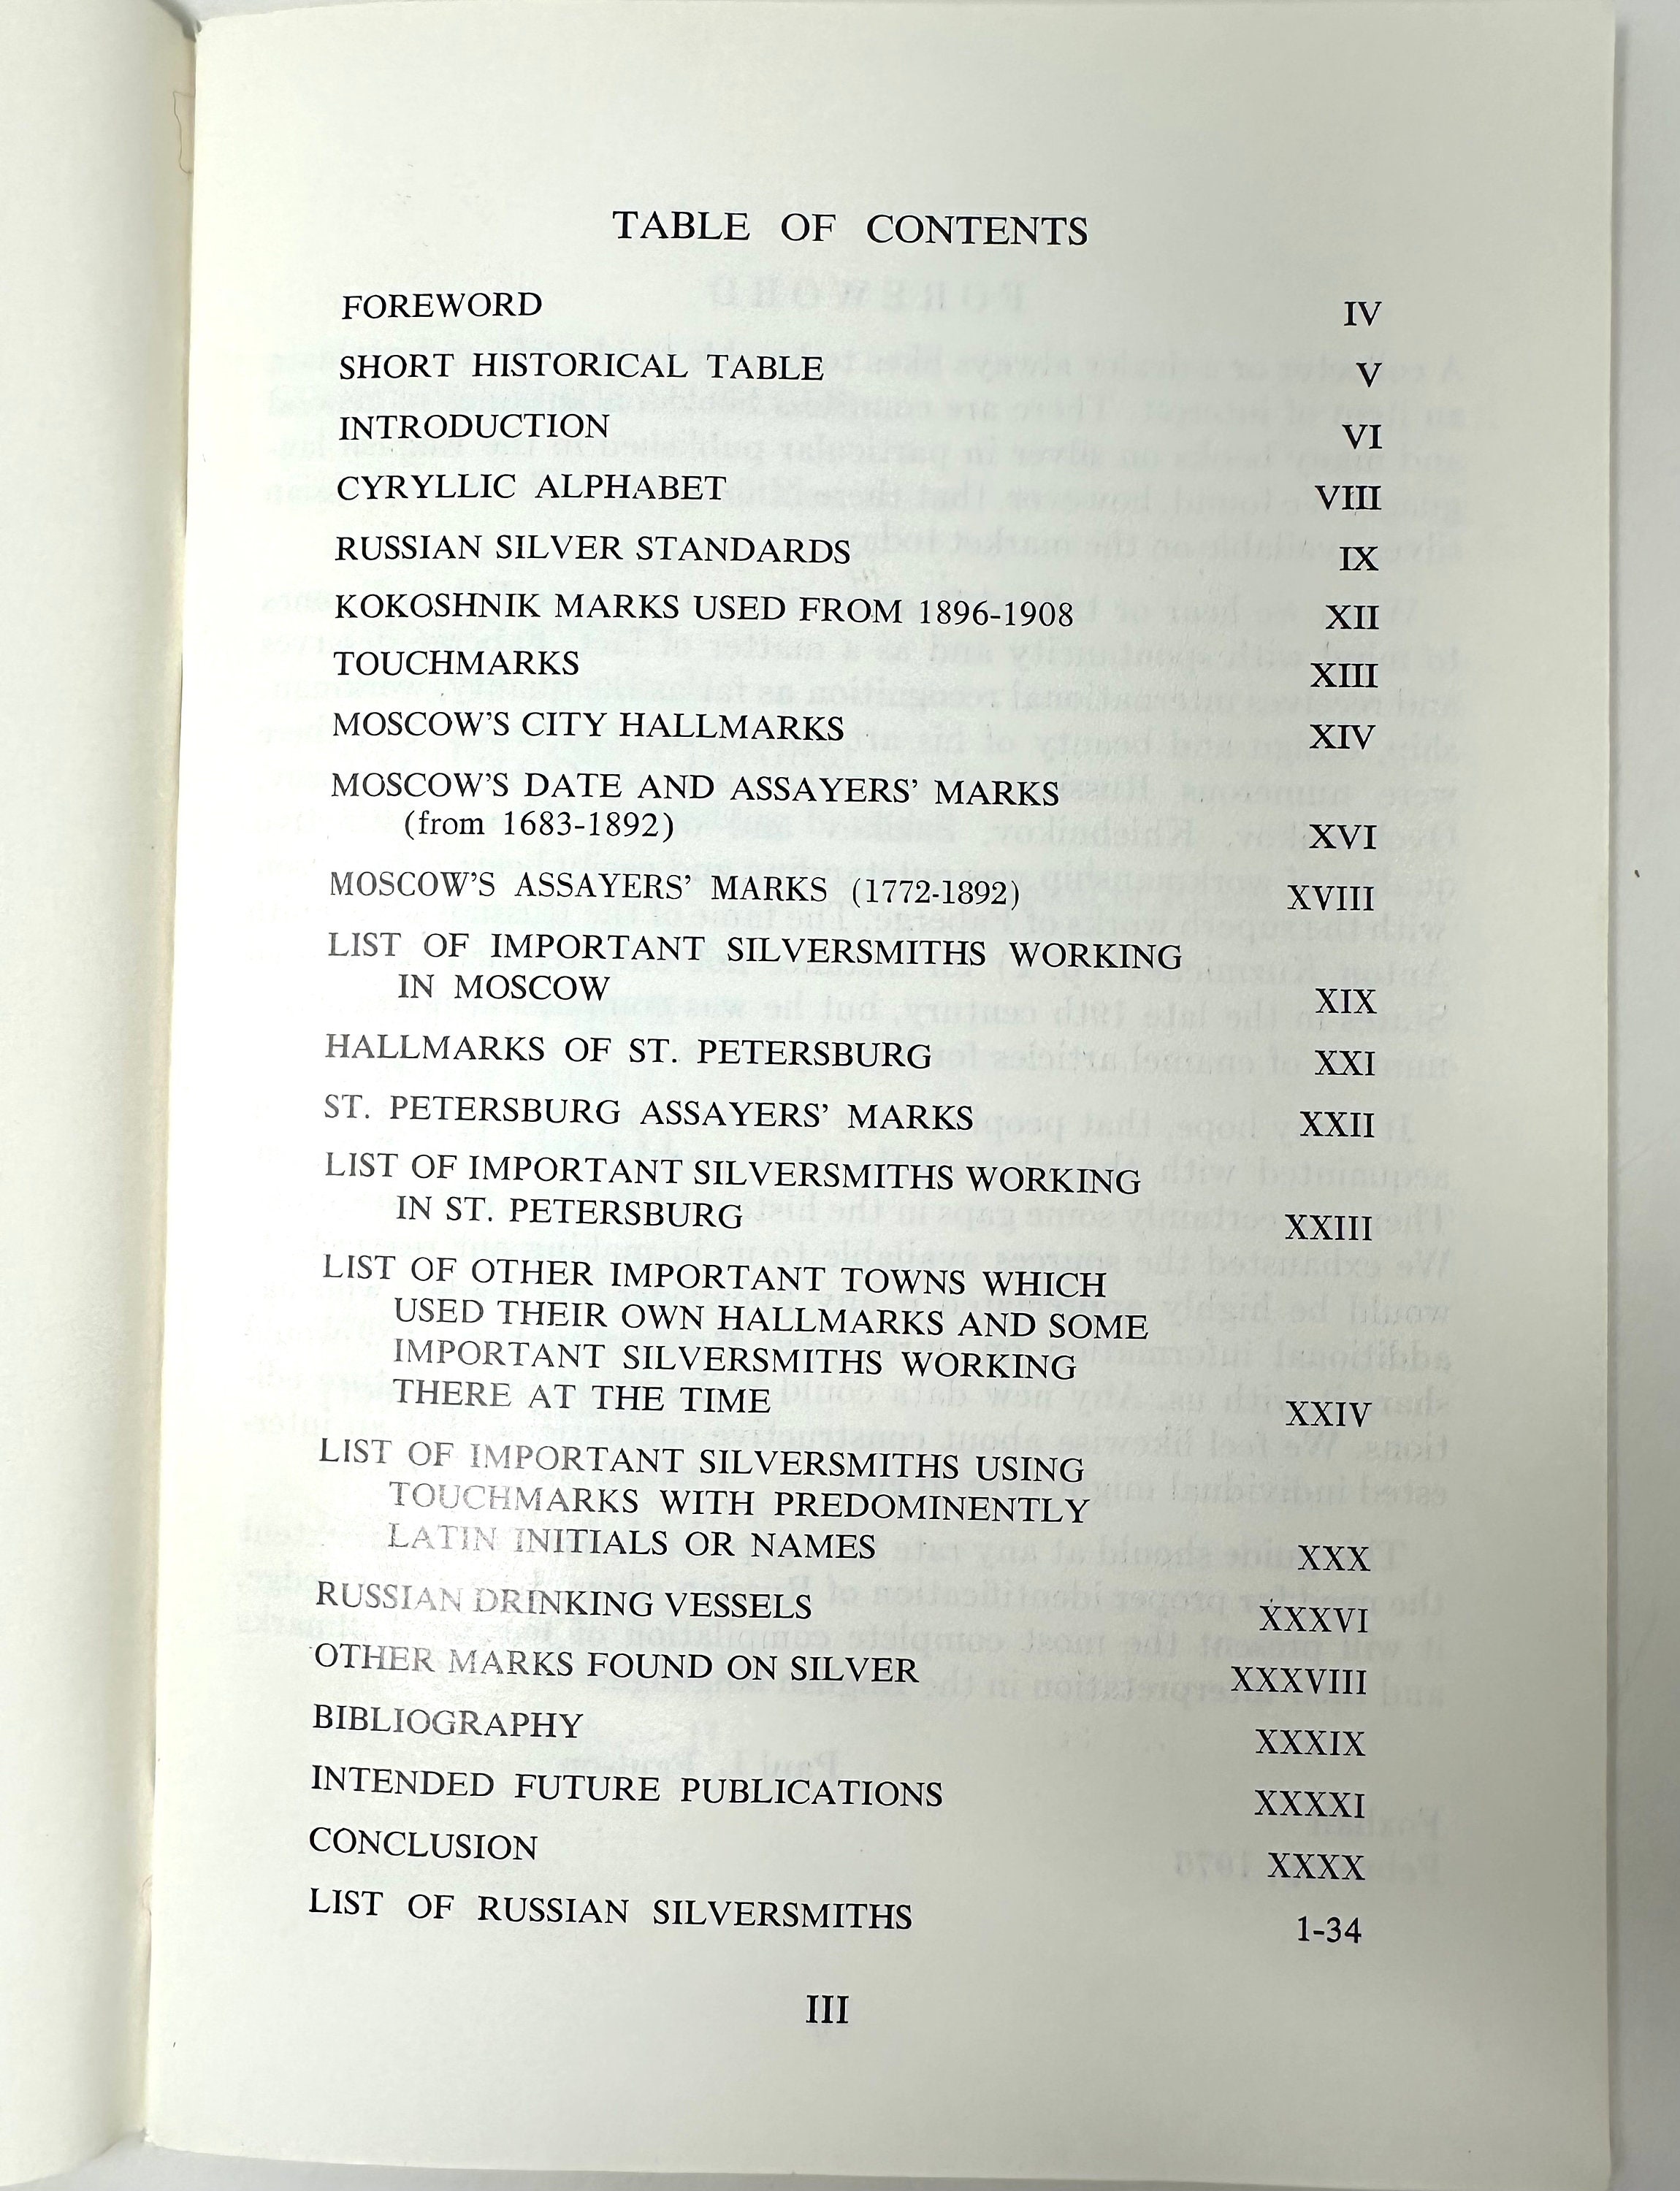 TABLE OF CONTENTS
FOREWORD IV
SHORT HISTORICAL TABLE V
INTRODUCTION VI
CYRYLLIC ALPHABET VIII
RUSSIAN SILVER STANDARDS IX
KOKOSHNIK MARKS USED FROM 1896-1908 XII
TOUCHMARKS XIII
MOSCOW'S CITY HALLMARKS XIV
MOSCOW'S DATE AND ASSAYERS' MARKS
(from 1683-1892) XVI
MOSCOW'S ASSAYERS' MARKS (1772-1892) XVIII
LIST OF IMPORTANT SILVERSMITHS WORKING
IN MOSCOW XIX
HALLMARKS OF ST. PETERSBURG XXI
ST. PETERSBURG ASSAYERS' MARKS XXII
LIST OF IMPORTANT SILVERSMITHS WORKING
IN ST. PETERSBURG XXIII
LIST OF OTHER IMPORTANT TOWNS WHICH
USED THEIR OWN HALLMARKS AND SOME
IMPORTANT SILVERSMITHS WORKING
THERE AT THE TIME XXIV
LIST OF IMPORTANT SILVERSMITHS USING
TOUCHMARKS WITH PREDOMINENTLY
LATIN INITIALS OR NAMES XXX
RUSSIAN DRINKING VESSELS XXXVI
OTHER MARKS FOUND ON SILVER XXXVIII
BIBLIOGRAPHY XXXIX
INTENDED FUTURE PUBLICATIONS XXXXI
CONCLUSION XXXX
LIST OF RUSSIAN SILVERSMITHS 1-34
III